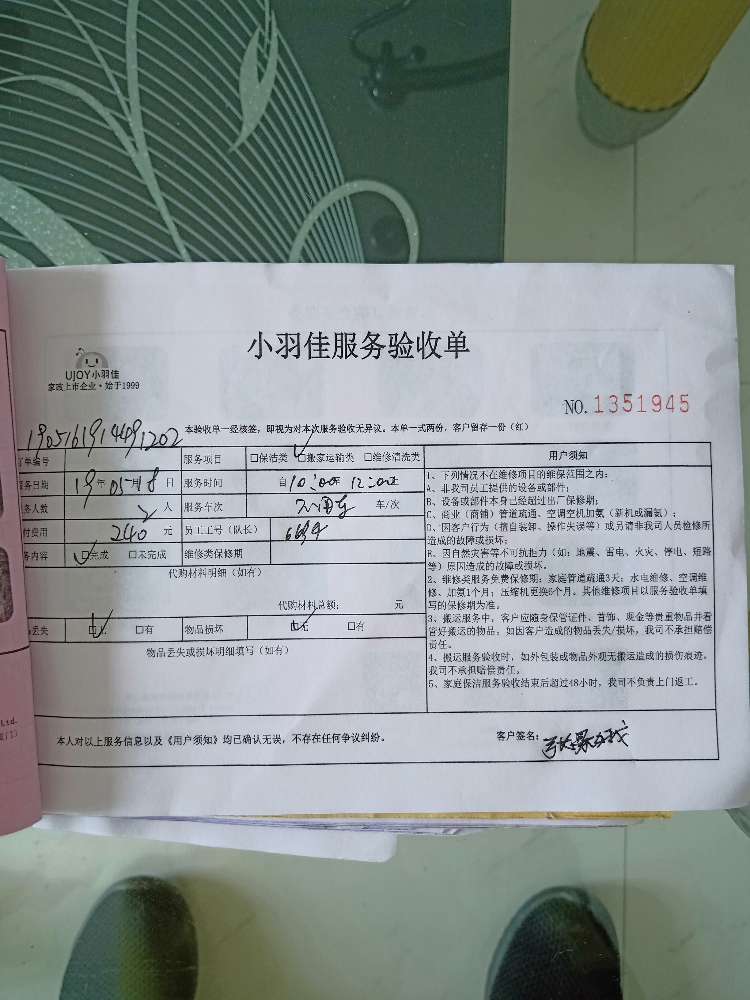 小羽佳服务验收单
UJOY小羽佳
家政上市企业·始于1999
NO.1351945
1905161914491202
本验收单一经核签，即视为对本次服务验收无异议。本单一式两份，客户留存一份（红）
订单编号 服务项目 □保洁类 □搬家运输类 □维修清洗类 用户须知
务日期 19年05月8日 服务时间 自10:00至12:00
务人数 2人 服务车次 车/次
付费用 240元 员工工号（队长）
务内容 □完成 □未完成 维修类保修期
代购材料明细（如有）
代购材料总额： 元
丢失 □无 □有 物品损坏 □无 □有
物品丢失或损坏明细填写（如有）
1、下列情况不在维修项目的维保范围之内：
A、非我司员工提供的设备或部件；
B、设备或部件本身已经超过出厂保修期；
C、商业（商铺）管道疏通、空调空机加氨（新机或漏氨）；
D、因客户行为（擅自装卸、操作失误等）或另请非我司人员检修所
造成的故障或损坏；
E、因自然灾害等不可抗拒力（如：地震、雷电、火灾、停电、短路
等）原因造成的故障或损坏。
2、维修类服务免费保修期：家庭管道疏通3天；水电维修、空调维
修、加氨1个月；压缩机更换6个月。其他维修项目以服务验收单填
写的保修期为准。
3、搬运服务中，客户应随身保管证件、首饰、现金等贵重物品并看
管好搬运的物品，如因客户造成的物品丢失/损坏，我司不承担赔偿
责任。
4、搬运服务验收时，如外包装或物品外观无搬运造成的损伤痕迹，
我司不承担赔偿责任。
5、家庭保洁服务验收结束后超过48小时，我司不负责上门返工。
本人对以上服务信息以及《用户须知》均已确认无误，不存在任何争议纠纷。
客户签名：